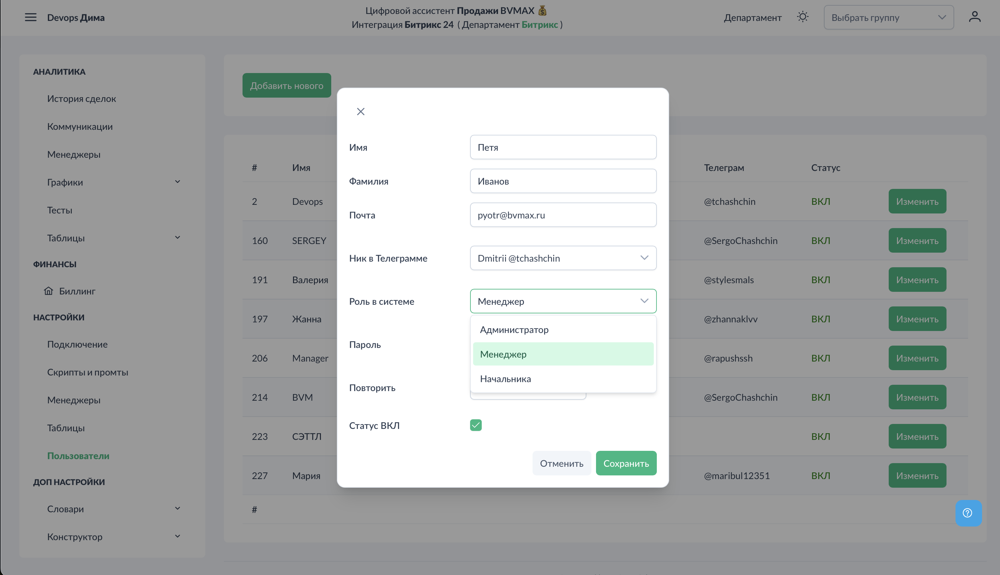 Devops Дима
Цифровой ассистент Продажи BVMAX 💰
Интеграция Битрикс 24 ( Департамент Битрикс )
Департамент
Выбрать группу
АНАЛИТИКА
История сделок
Коммуникации
Менеджеры
Графики
Тесты
Таблицы
ФИНАНСЫ
Биллинг
НАСТРОЙКИ
Подключение
Скрипты и промты
Менеджеры
Таблицы
Пользователи
ДОП НАСТРОЙКИ
Словари
Конструктор
Добавить нового
# Имя Телеграм Статус
2 Devops @tchashchin ВКЛ Изменить
160 SERGEY @SergoChashchin ВКЛ Изменить
191 Валерия @stylesmals ВКЛ Изменить
197 Жанна @zhannaklvv ВКЛ Изменить
206 Manager @rapushssh ВКЛ Изменить
214 BVM @SergoChashchin ВКЛ Изменить
223 СЭТТЛ ВКЛ Изменить
227 Мария @maribul12351 ВКЛ Изменить
#
Имя Петя
Фамилия Иванов
Почта pyotr@bvmax.ru
Ник в Телеграмме Dmitrii @tchashchin
Роль в системе Менеджер
Администратор
Менеджер
Начальника
Пароль
Повторить
Статус ВКЛ
Отменить Сохранить